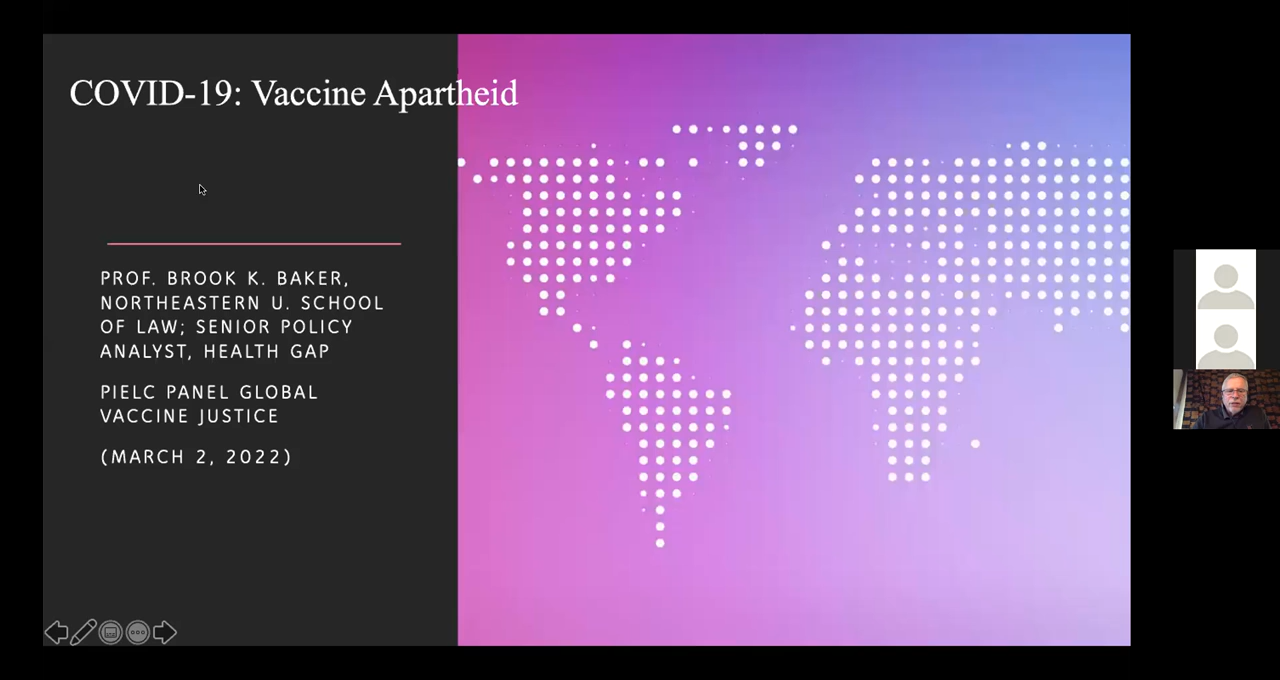 COVID-19: Vaccine Apartheid
PROF. BROOK K. BAKER,
NORTHEASTERN U. SCHOOL
OF LAW; SENIOR POLICY
ANALYST, HEALTH GAP
PIELC PANEL GLOBAL
VACCINE JUSTICE
(MARCH 2, 2022)